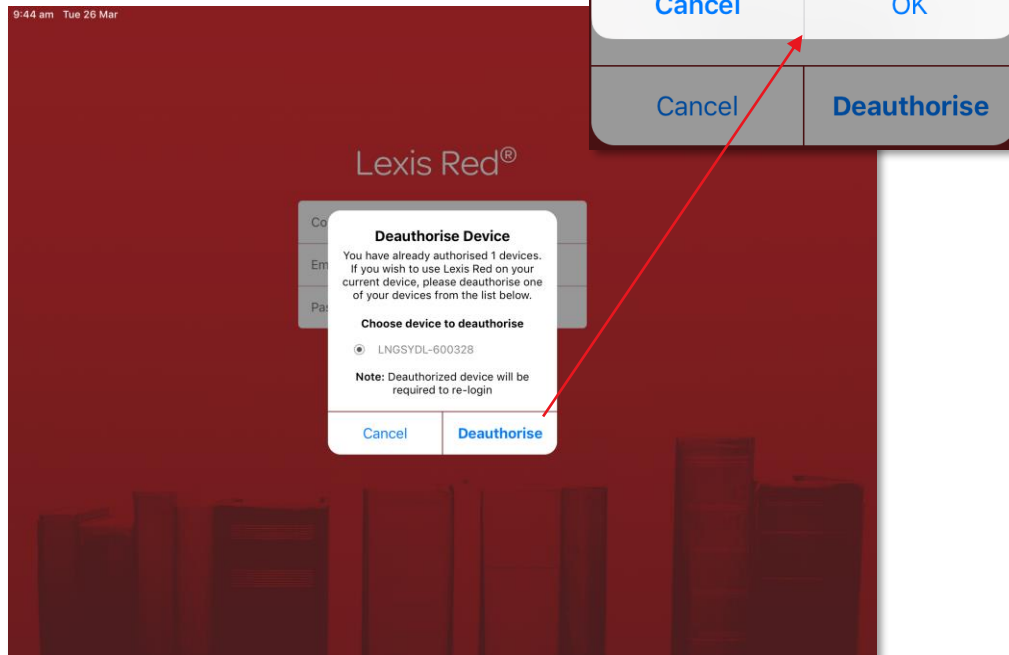 9:44 am Tue 26 Mar
Cancel OK
Cancel Deauthorise
Lexis Red®
Co
Em
Pas
Deauthorise Device
You have already authorised 1 devices.
If you wish to use Lexis Red on your
current device, please deauthorise one
of your devices from the list below.
Choose device to deauthorise
LNGSYDL-600328
Note: Deauthorized device will be
required to re-login
Cancel Deauthorise